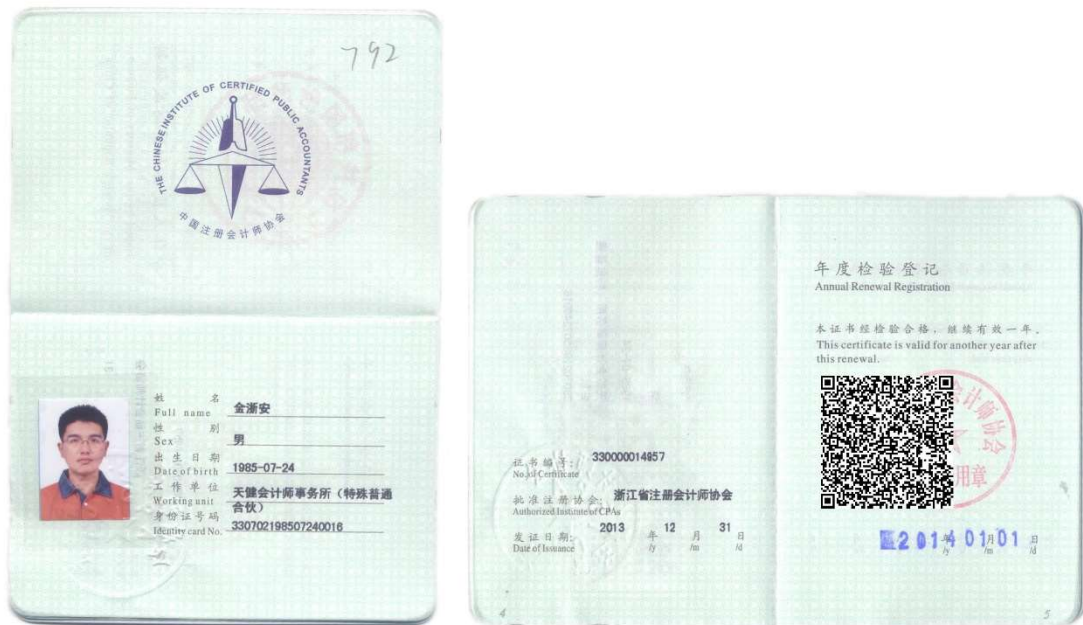 792
THE CHINESE INSTITUTE OF CERTIFIED PUBLIC ACCOUNTANTS
中国注册会计师协会
姓 名
Full name 金浙安
性 别
Sex 男
出生日期
Date of birth 1985-07-24
工作单位
Working unit 天健会计师事务所（特殊普通合伙）
身份证号码
Identity card No. 330702198507240016
证书编号: 330000014957
No. of Certificate
批准注册协会: 浙江省注册会计师协会
Authorized Institute of CPAs
发证日期: 2013 年 12 月 31 日
Date of Issuance /y /m /d
4
年度检验登记
Annual Renewal Registration
本证书经检验合格，继续有效一年。
This certificate is valid for another year after
this renewal.
会计师协会
用章
2014 年 01 月 01 日
/y /m /d
5